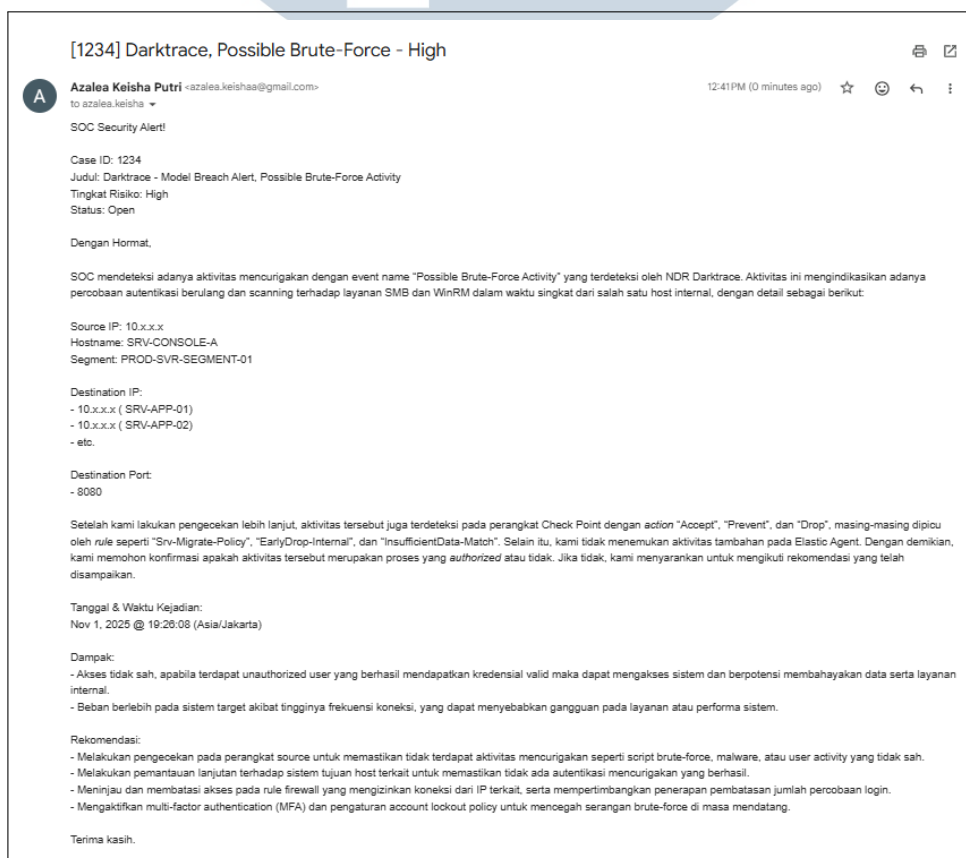 [1234] Darktrace, Possible Brute-Force - High
A
Azalea Keisha Putri <azalea.keishaa@gmail.com>
12:41 PM (0 minutes ago)
to azalea.keisha
SOC Security Alert!
Case ID: 1234
Judul: Darktrace - Model Breach Alert, Possible Brute-Force Activity
Tingkat Risiko: High
Status: Open
Dengan Hormat,
SOC mendeteksi adanya aktivitas mencurigakan dengan event name "Possible Brute-Force Activity" yang terdeteksi oleh NDR Darktrace. Aktivitas ini mengindikasikan adanya
percobaan autentikasi berulang dan scanning terhadap layanan SMB dan WinRM dalam waktu singkat dari salah satu host internal, dengan detail sebagai berikut:
Source IP: 10.x.x.x
Hostname: SRV-CONSOLE-A
Segment: PROD-SVR-SEGMENT-01
Destination IP:
- 10.x.x.x ( SRV-APP-01)
- 10.x.x.x ( SRV-APP-02)
- etc.
Destination Port:
- 8080
Setelah kami lakukan pengecekan lebih lanjut, aktivitas tersebut juga terdeteksi pada perangkat Check Point dengan action "Accept", "Prevent", dan "Drop", masing-masing dipicu
oleh rule seperti "Srv-Migrate-Policy", "EarlyDrop-Internal", dan "InsufficientData-Match". Selain itu, kami tidak menemukan aktivitas tambahan pada Elastic Agent. Dengan demikian,
kami memohon konfirmasi apakah aktivitas tersebut merupakan proses yang authorized atau tidak. Jika tidak, kami menyarankan untuk mengikuti rekomendasi yang telah
disampaikan.
Tanggal & Waktu Kejadian:
Nov 1, 2025 @ 19:26:08 (Asia/Jakarta)
Dampak:
- Akses tidak sah, apabila terdapat unauthorized user yang berhasil mendapatkan kredensial valid maka dapat mengakses sistem dan berpotensi membahayakan data serta layanan
internal.
- Beban berlebih pada sistem target akibat tingginya frekuensi koneksi, yang dapat menyebabkan gangguan pada layanan atau performa sistem.
Rekomendasi:
- Melakukan pengecekan pada perangkat source untuk memastikan tidak terdapat aktivitas mencurigakan seperti script brute-force, malware, atau user activity yang tidak sah.
- Melakukan pemantauan lanjutan terhadap sistem tujuan host terkait untuk memastikan tidak ada autentikasi mencurigakan yang berhasil.
- Meninjau dan membatasi akses pada rule firewall yang mengizinkan koneksi dari IP terkait, serta mempertimbangkan penerapan pembatasan jumlah percobaan login.
- Mengaktifkan multi-factor authentication (MFA) dan pengaturan account lockout policy untuk mencegah serangan brute-force di masa mendatang.
Terima kasih.